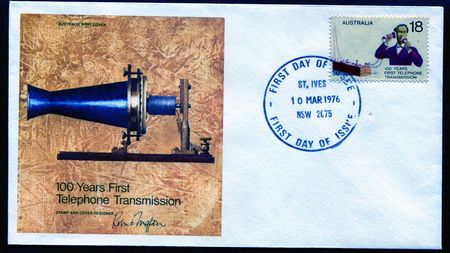 AUSTRALIA POST COVER
100 Years First
Telephone Transmission
STAMP AND COVER DESIGNER
AUSTRALIA 18
100 YEARS
FIRST TELEPHONE
TRANSMISSION
FIRST DAY OF ISSUE
ST. IVES
10 MAR 1976
NSW 2075
FIRST DAY OF ISSUE